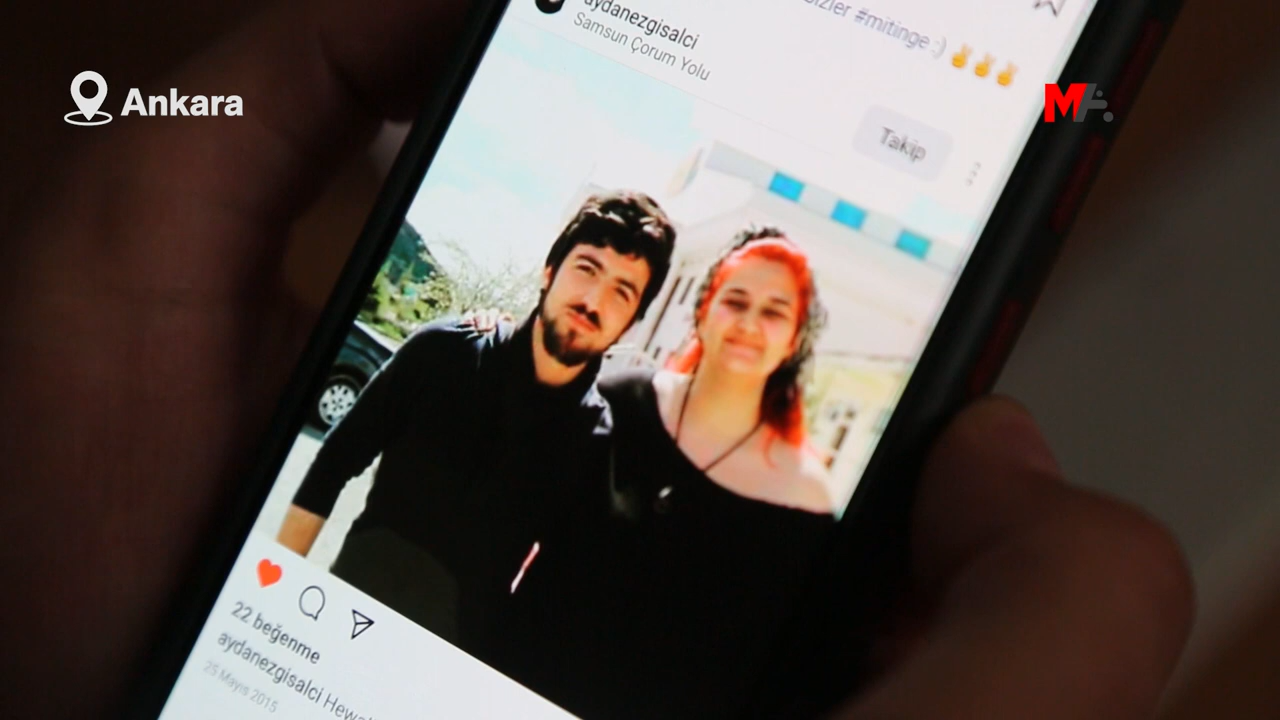 Ankara
MA
#mitinge :) ✌✌✌
aydanezgisalci
Samsun Çorum Yolu
Takip
22 beğenme
aydanezgisalci
25 Mayıs 2015